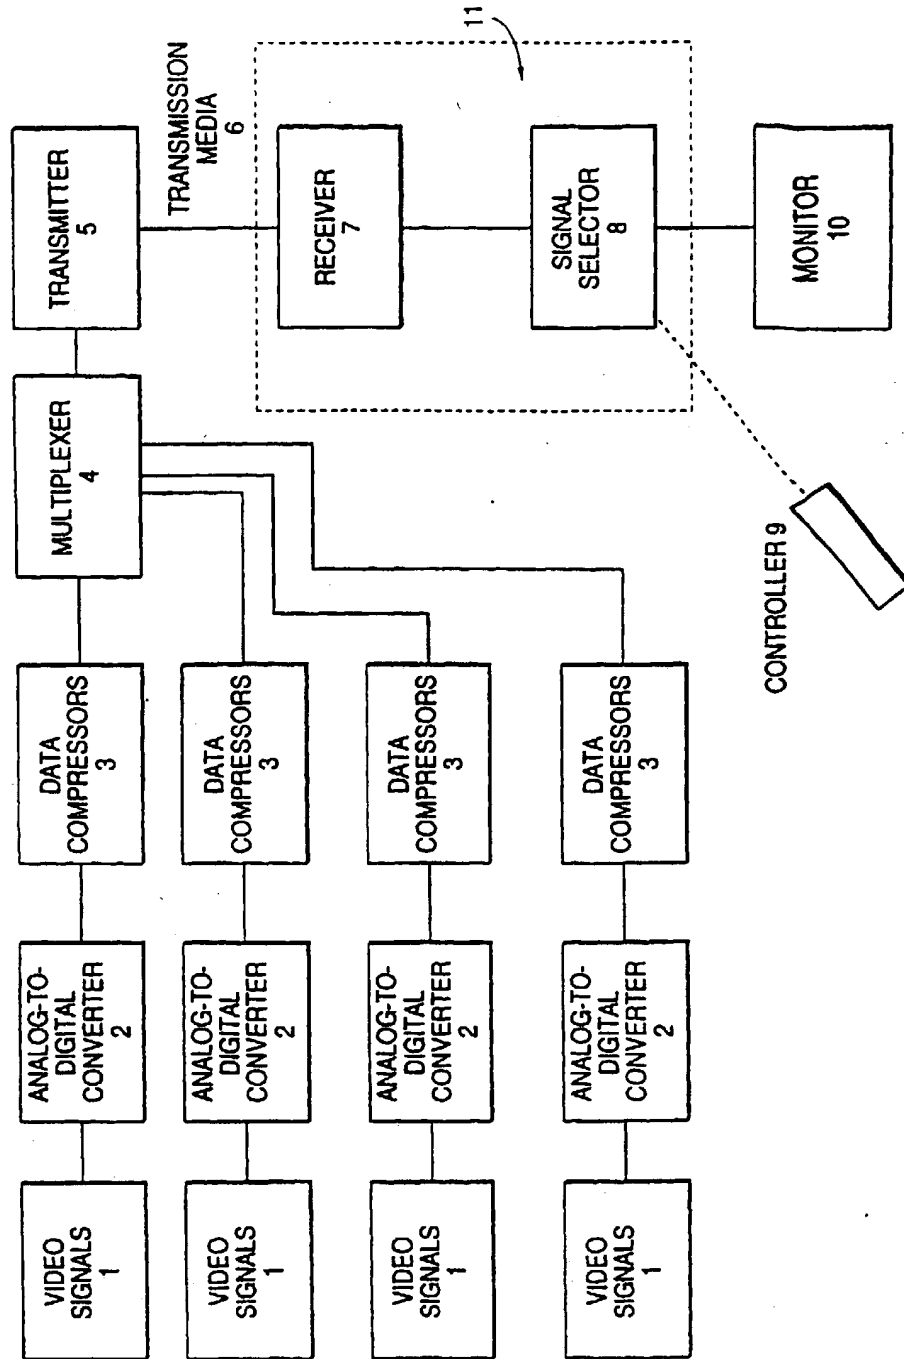 VIDEO
SIGNALS
1
ANALOG-TO-
DIGITAL
CONVERTER
2
DATA
COMPRESSORS
3
MULTIPLEXER
4
TRANSMITTER
5
VIDEO
SIGNALS
1
ANALOG-TO-
DIGITAL
CONVERTER
2
DATA
COMPRESSORS
3
VIDEO
SIGNALS
1
ANALOG-TO-
DIGITAL
CONVERTER
2
DATA
COMPRESSORS
3
VIDEO
SIGNALS
1
ANALOG-TO-
DIGITAL
CONVERTER
2
DATA
COMPRESSORS
3
TRANSMISSION
MEDIA
6
RECEIVER
7
11
SIGNAL
SELECTOR
8
CONTROLLER 9
MONITOR
10